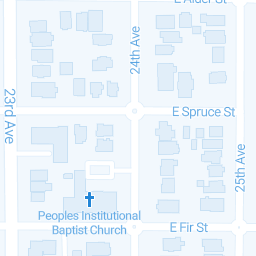 E Alder St
24th Ave
E Spruce St
23rd Ave
25th Ave
Peoples Institutional
Baptist Church
E Fir St